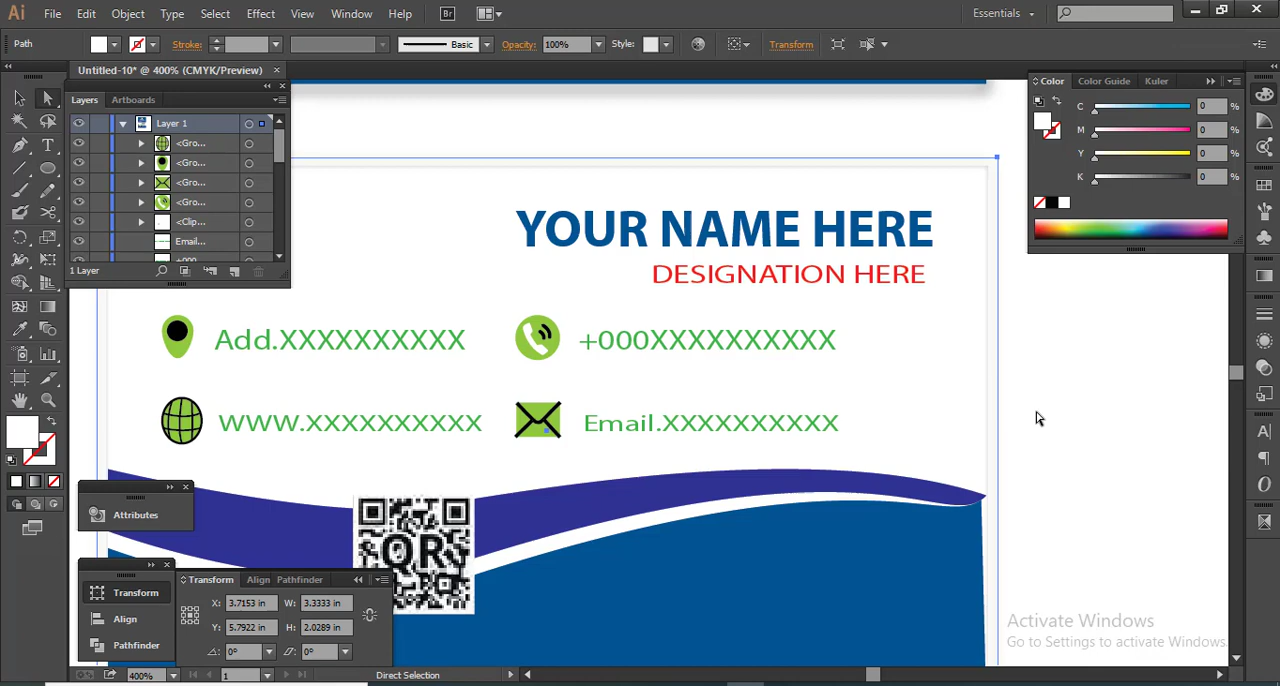 Ai File Edit Object Type Select Effect View Window Help Br Essentials
Path Stroke: Basic Opacity: 100% Style: Transform
Untitled-10* @ 400% (CMYK/Preview)
Layers Artboards
Layer 1
<Gro...
<Gro...
<Gro...
<Gro...
<Clip...
Email...
+000
1 Layer
Color Color Guide Kuler
C 0 %
M 0 %
Y 0 %
K 0 %
YOUR NAME HERE
DESIGNATION HERE
Add.XXXXXXXXXX
+000XXXXXXXXXX
WWW.XXXXXXXXXX
Email.XXXXXXXXXX
QR
Attributes
Transform
Align
Pathfinder
Transform Align Pathfinder
X: 3.7153 in W: 3.3333 in
Y: 5.7922 in H: 2.0289 in
0° 0°
Activate Windows
Go to Settings to activate Windows.
400% 1 Direct Selection